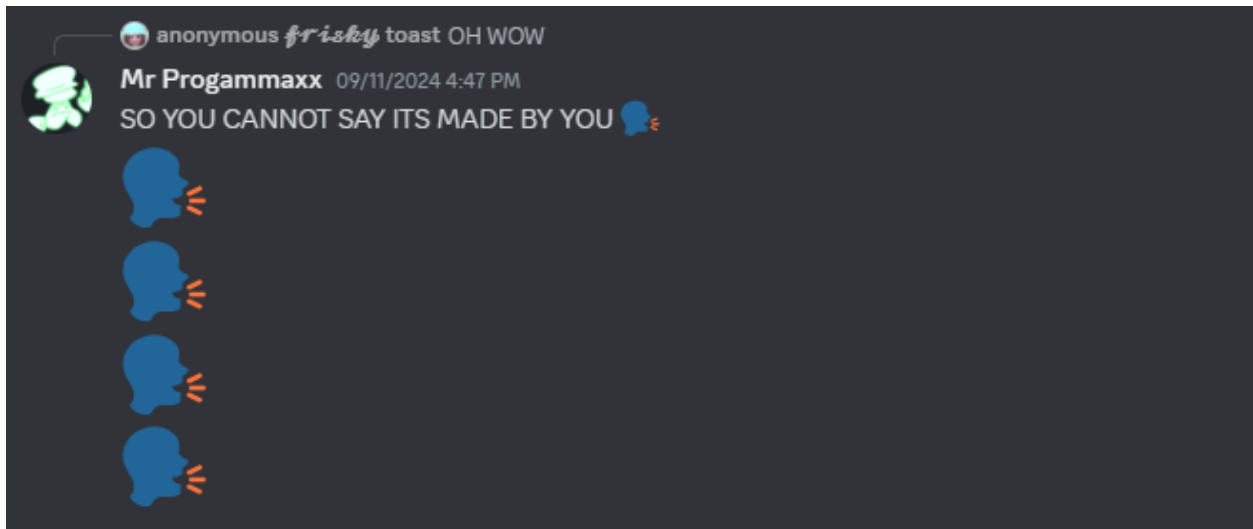 anonymous 𝒻𝓇𝒾𝓈𝓀𝓎 toast OH WOW
Mr Progammaxx 09/11/2024 4:47 PM
SO YOU CANNOT SAY ITS MADE BY YOU 🗣️
🗣️
🗣️
🗣️
🗣️